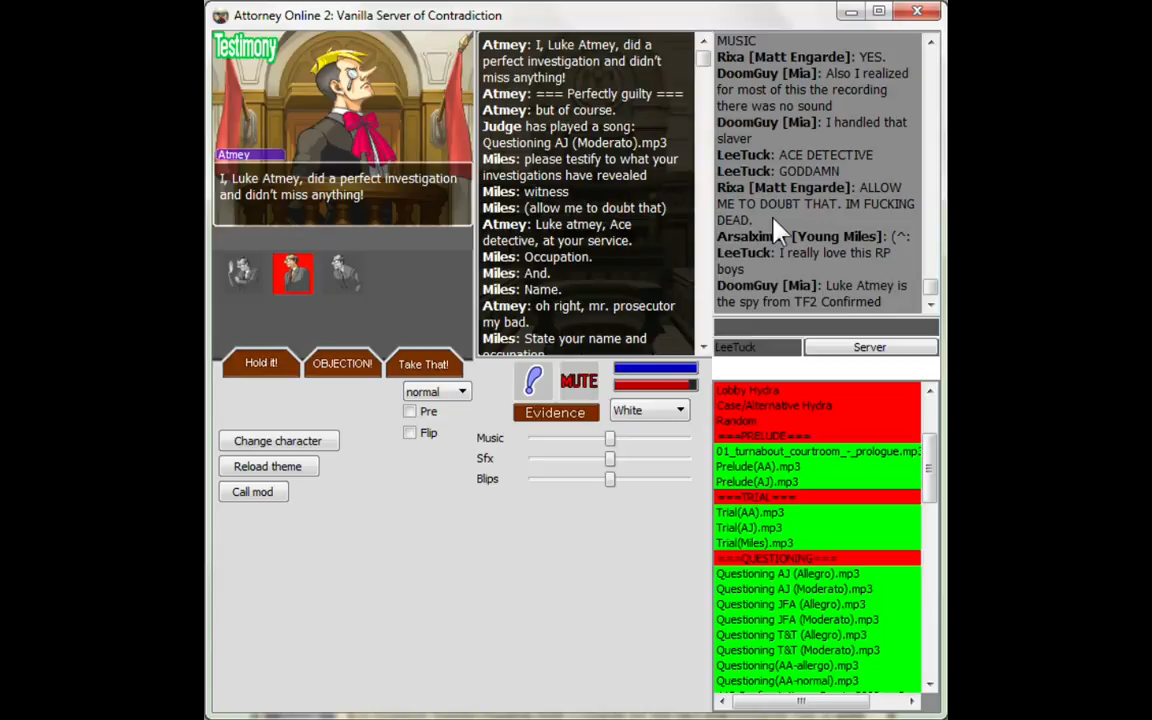 Attorney Online 2: Vanilla Server of Contradiction
Testimony
Atmey
I, Luke Atmey, did a perfect investigation
and didn't miss anything!
Hold it!
OBJECTION!
Take That!
normal
Pre
Flip
Change character
Reload theme
Call mod
Atmey: I, Luke Atmey, did a
perfect investigation and didn't
miss anything!
Atmey: === Perfectly guilty ===
Atmey: but of course.
Judge has played a song:
Questioning AJ (Moderato).mp3
Miles: please testify to what your
investigations have revealed
Miles: witness
Miles: (allow me to doubt that)
Atmey: Luke atmey, Ace
detective, at your service.
Miles: Occupation.
Miles: And.
Miles: Name.
Atmey: oh right, mr. prosecutor
my bad.
Miles: State your name and
occupation
MUTE
Evidence
White
Music
Sfx
Blips
MUSIC
Rixa [Matt Engarde]: YES.
DoomGuy [Mia]: Also I realized
for most of this the recording
there was no sound
DoomGuy [Mia]: I handled that
slaver
LeeTuck: ACE DETECTIVE
LeeTuck: GODDAMN
Rixa [Matt Engarde]: ALLOW
ME TO DOUBT THAT. IM FUCKING
DEAD.
[Young Miles]: (^:
LeeTuck: I really love this RP
boys
DoomGuy [Mia]: Luke Atmey is
the spy from TF2 Confirmed
LeeTuck
Server
Lobby Hydra
Case/Alternative Hydra
Random
===PRELUDE===
01_turnabout_courtroom_-_prologue.mp3
Prelude(AA).mp3
Prelude(AJ).mp3
===TRIAL===
Trial(AA).mp3
Trial(AJ).mp3
Trial(Miles).mp3
===QUESTIONING===
Questioning AJ (Allegro).mp3
Questioning AJ (Moderato).mp3
Questioning JFA (Allegro).mp3
Questioning JFA (Moderato).mp3
Questioning T&T (Allegro).mp3
Questioning T&T (Moderato).mp3
Questioning(AA-allergo).mp3
Questioning(AA-normal).mp3